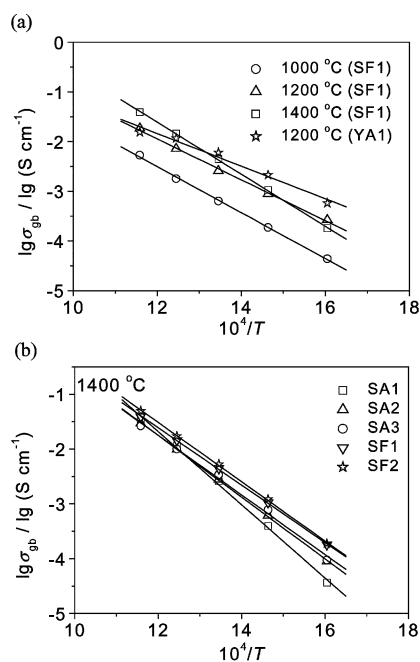 (a)
0
-1
-2
-3
-4
-5
lgσgb / lg (S cm⁻¹)
○ 1000 °C (SF1)
△ 1200 °C (SF1)
□ 1400 °C (SF1)
☆ 1200 °C (YA1)
10 12 14 16 18
10⁴/T
(b)
1400 °C
-1
-2
-3
-4
-5
lgσgb / lg (S cm⁻¹)
□ SA1
△ SA2
○ SA3
▽ SF1
☆ SF2
10 12 14 16 18
10⁴/T